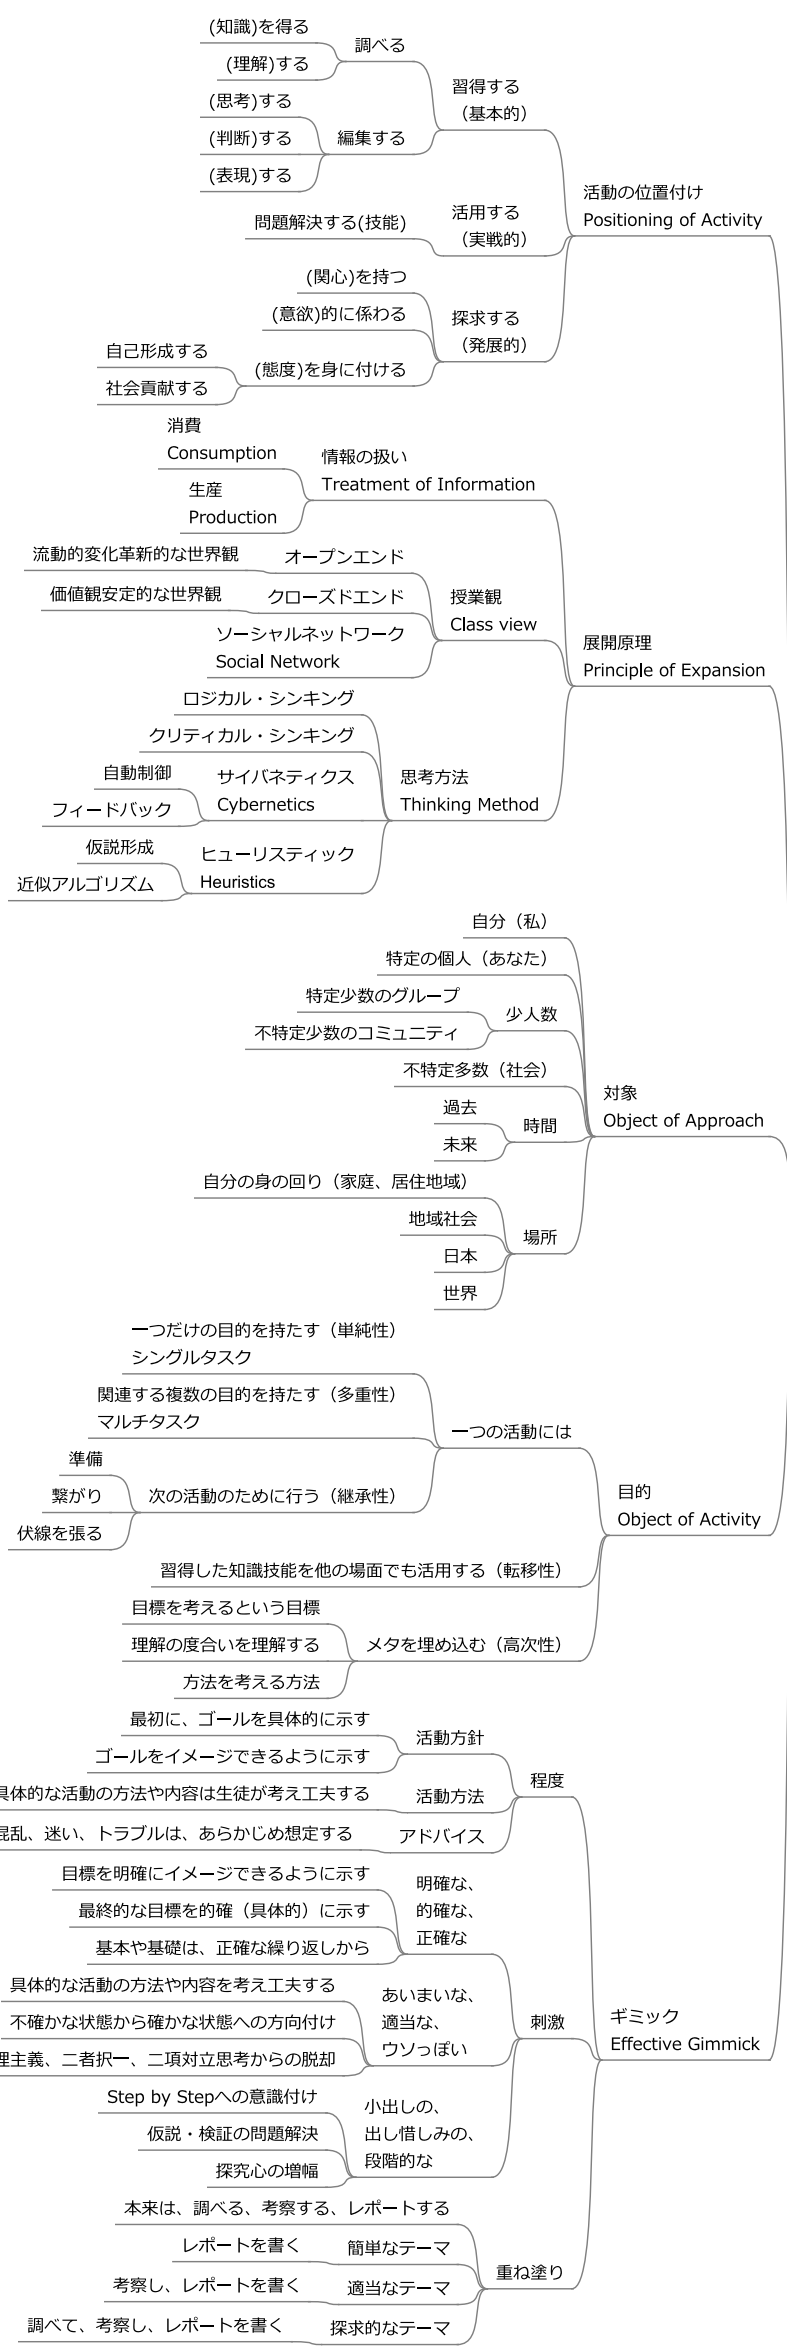 (知識)を得る
調べる
(理解)する
習得する
（基本的）
(思考)する
(判断)する
編集する
(表現)する
活動の位置付け
Positioning of Activity
活用する
（実戦的）
問題解決する(技能)
(関心)を持つ
(意欲)的に係わる
探求する
（発展的）
自己形成する
(態度)を身に付ける
社会貢献する
消費
Consumption
情報の扱い
Treatment of Information
生産
Production
流動的変化革新的な世界観
オープンエンド
価値観安定的な世界観
クローズドエンド
授業観
Class view
ソーシャルネットワーク
Social Network
展開原理
Principle of Expansion
ロジカル・シンキング
クリティカル・シンキング
自動制御
サイバネティクス
Cybernetics
思考方法
Thinking Method
フィードバック
仮説形成
ヒューリスティック
Heuristics
近似アルゴリズム
自分（私）
特定の個人（あなた）
特定少数のグループ
少人数
不特定少数のコミュニティ
不特定多数（社会）
対象
Object of Approach
過去
時間
未来
自分の身の回り（家庭、居住地域）
地域社会
場所
日本
世界
一つだけの目的を持たす（単純性）
シングルタスク
関連する複数の目的を持たす（多重性）
マルチタスク
一つの活動には
準備
繋がり
次の活動のために行う（継承性）
伏線を張る
目的
Object of Activity
習得した知識技能を他の場面でも活用する（転移性）
目標を考えるという目標
理解の度合いを理解する
メタを埋め込む（高次性）
方法を考える方法
最初に、ゴールを具体的に示す
活動方針
ゴールをイメージできるように示す
程度
具体的な活動の方法や内容は生徒が考え工夫する
活動方法
混乱、迷い、トラブルは、あらかじめ想定する
アドバイス
目標を明確にイメージできるように示す
明確な、
的確な、
正確な
最終的な目標を的確（具体的）に示す
基本や基礎は、正確な繰り返しから
具体的な活動の方法や内容を考え工夫する
あいまいな、
適当な、
ウソっぽい
不確かな状態から確かな状態への方向付け
理主義、二者択一、二項対立思考からの脱却
刺激
ギミック
Effective Gimmick
Step by Stepへの意識付け
小出しの、
出し惜しみの、
段階的な
仮説・検証の問題解決
探究心の増幅
本来は、調べる、考察する、レポートする
レポートを書く
簡単なテーマ
重ね塗り
考察し、レポートを書く
適当なテーマ
調べて、考察し、レポートを書く
探求的なテーマ